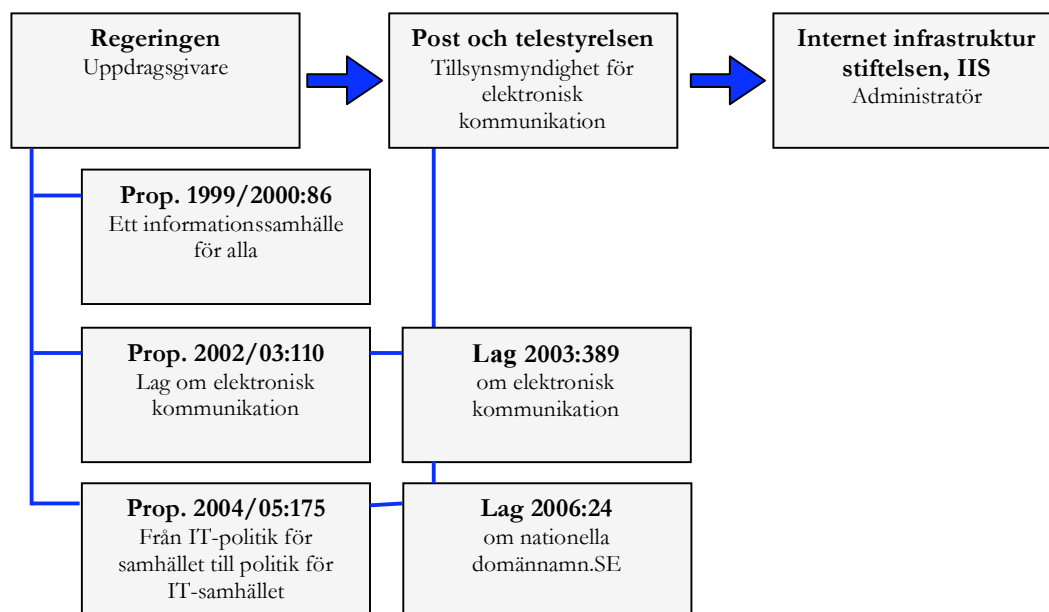 Regeringen
Uppdragsgivare
Post och telestyrelsen
Tillsynsmyndighet för
elektronisk
kommunikation
Internet infrastruktur
stiftelsen, IIS
Administratör
Prop. 1999/2000:86
Ett informationssamhälle
för alla
Prop. 2002/03:110
Lag om elektronisk
kommunikation
Lag 2003:389
om elektronisk
kommunikation
Prop. 2004/05:175
Från IT-politik för
samhället till politik för
IT-samhället
Lag 2006:24
om nationella
domännamn.SE